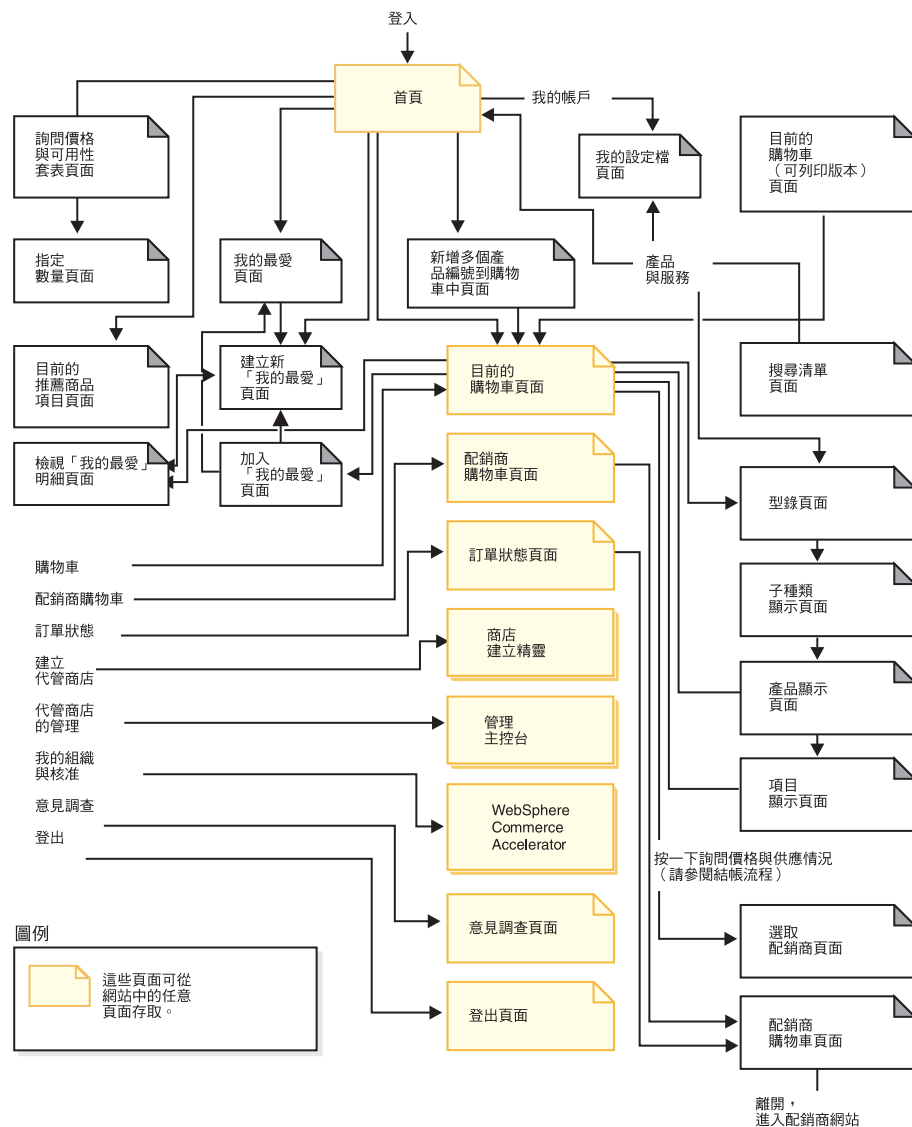 登入
首頁
我的帳戶
詢問價格
與可用性
套表頁面
我的設定檔
頁面
目前的
購物車
（可列印版本）
頁面
指定
數量頁面
我的最愛
頁面
新增多個產
品編號到購物
車中頁面
產品
與服務
目前的
推薦商品
項目頁面
建立新
「我的最愛」
頁面
目前的
購物車頁面
搜尋清單
頁面
檢視「我的最愛」
明細頁面
加入
「我的最愛」
頁面
配銷商
購物車頁面
型錄頁面
訂單狀態頁面
購物車
子種類
顯示頁面
配銷商購物車
訂單狀態
商店
建立精靈
建立
代管商店
產品顯示
頁面
代管商店
的管理
管理
主控台
我的組織
與核准
項目
顯示頁面
意見調查
WebSphere
Commerce
Accelerator
登出
按一下詢問價格與供應情況
（請參閱結帳流程）
意見調查頁面
選取
配銷商頁面
圖例
這些頁面可從
網站中的任意
頁面存取。
登出頁面
配銷商
購物車頁面
離開，
進入配銷商網站